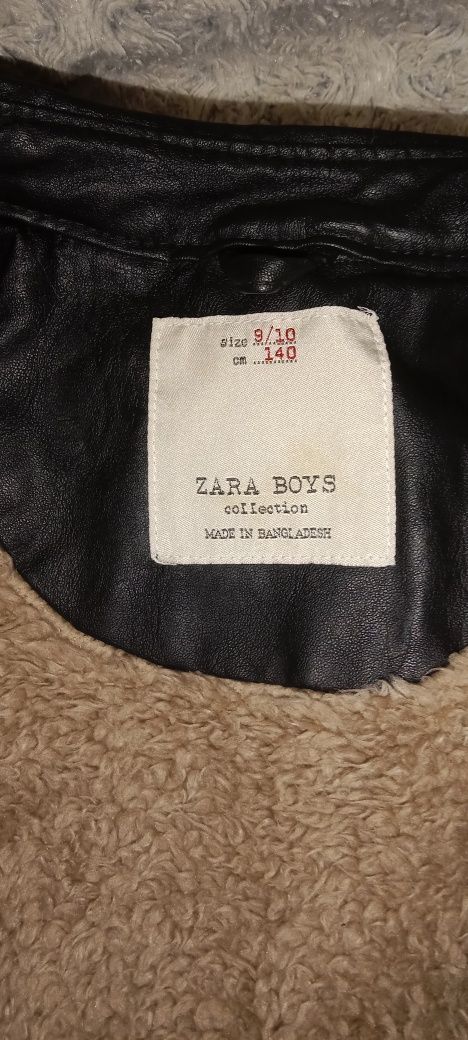 size 9/10
cm 140
ZARA BOYS
collection
MADE IN BANGLADESH